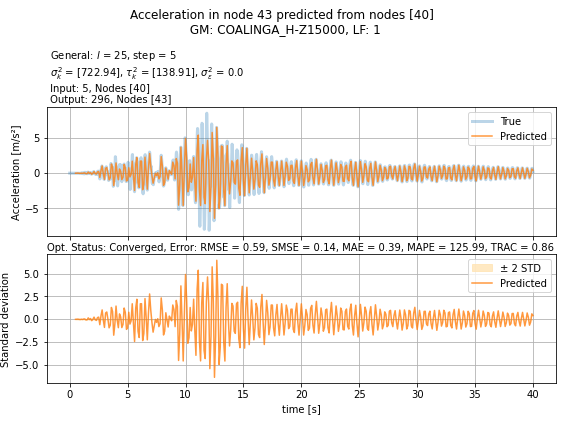 Acceleration in node 43 predicted from nodes [40]
GM: COALINGA_H-Z15000, LF: 1
General: l = 25, step = 5
σ²ₖ = [722.94], τ²ₖ = [138.91], σ²ε = 0.0
Input: 5, Nodes [40]
Output: 296, Nodes [43]
True
Predicted
Acceleration [m/s²]
5
0
−5
Opt. Status: Converged, Error: RMSE = 0.59, SMSE = 0.14, MAE = 0.39, MAPE = 125.99, TRAC = 0.86
± 2 STD
Predicted
Standard deviation
5.0
2.5
0.0
−2.5
−5.0
0 5 10 15 20 25 30 35 40
time [s]